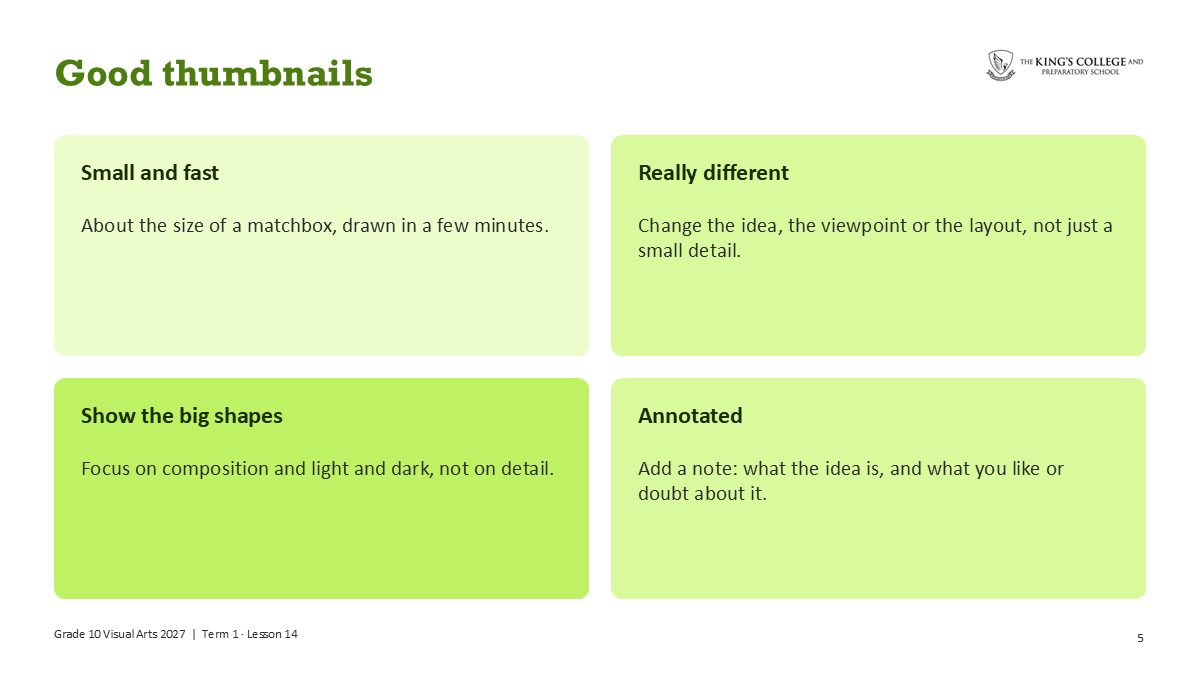 Good thumbnails
THE KING'S COLLEGE AND
PREPARATORY SCHOOL
Small and fast
About the size of a matchbox, drawn in a few minutes.
Really different
Change the idea, the viewpoint or the layout, not just a
small detail.
Show the big shapes
Focus on composition and light and dark, not on detail.
Annotated
Add a note: what the idea is, and what you like or
doubt about it.
Grade 10 Visual Arts 2027 | Term 1 · Lesson 14
5